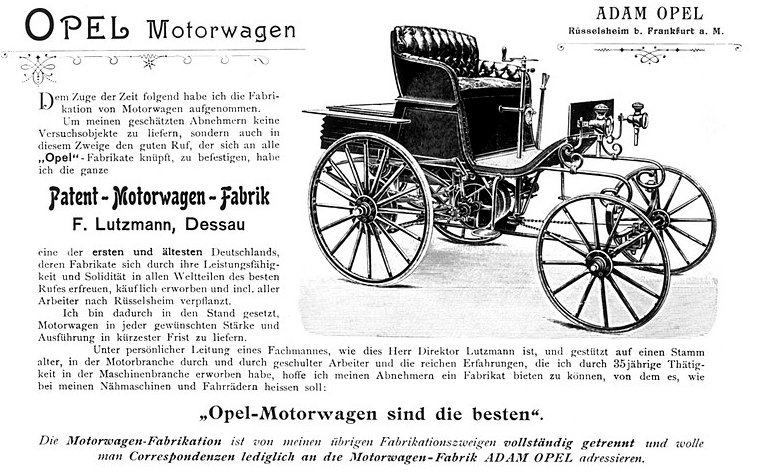 OPEL Motorwagen
ADAM OPEL
Rüsselsheim b. Frankfurt a. M.
Dem Zuge der Zeit folgend habe ich die Fabri-
kation von Motorwagen aufgenommen.
Um meinen geschätzten Abnehmern keine
Versuchsobjekte zu liefern, sondern auch in
diesem Zweige den guten Ruf, der sich an alle
„Opel“-Fabrikate knüpft, zu befestigen, habe
ich die ganze
Patent-Motorwagen-Fabrik
F. Lutzmann, Dessau
eine der ersten und ältesten Deutschlands,
deren Fabrikate sich durch ihre Leistungsfähig-
keit und Solidität in allen Weltteilen des besten
Rufes erfreuen, käuflich erworben und incl. aller
Arbeiter nach Rüsselsheim verpflanzt.
Ich bin dadurch in den Stand gesetzt,
Motorwagen in jeder gewünschten Stärke und
Ausführung in kürzester Frist zu liefern.
Unter persönlicher Leitung eines Fachmannes, wie dies Herr Direktor Lutzmann ist, und gestützt auf einen Stamm
alter, in der Motorbranche durch und durch geschulter Arbeiter und die reichen Erfahrungen, die ich durch 35jährige Thätig-
keit in der Maschinenbranche erworben habe, hoffe ich meinen Abnehmern ein Fabrikat bieten zu können, von dem es, wie
bei meinen Nähmaschinen und Fahrrädern heissen soll:
„Opel-Motorwagen sind die besten“.
Die Motorwagen-Fabrikation ist von meinen übrigen Fabrikationszweigen vollständig getrennt und wolle
man Correspondenzen lediglich an die Motorwagen-Fabrik ADAM OPEL adressieren.